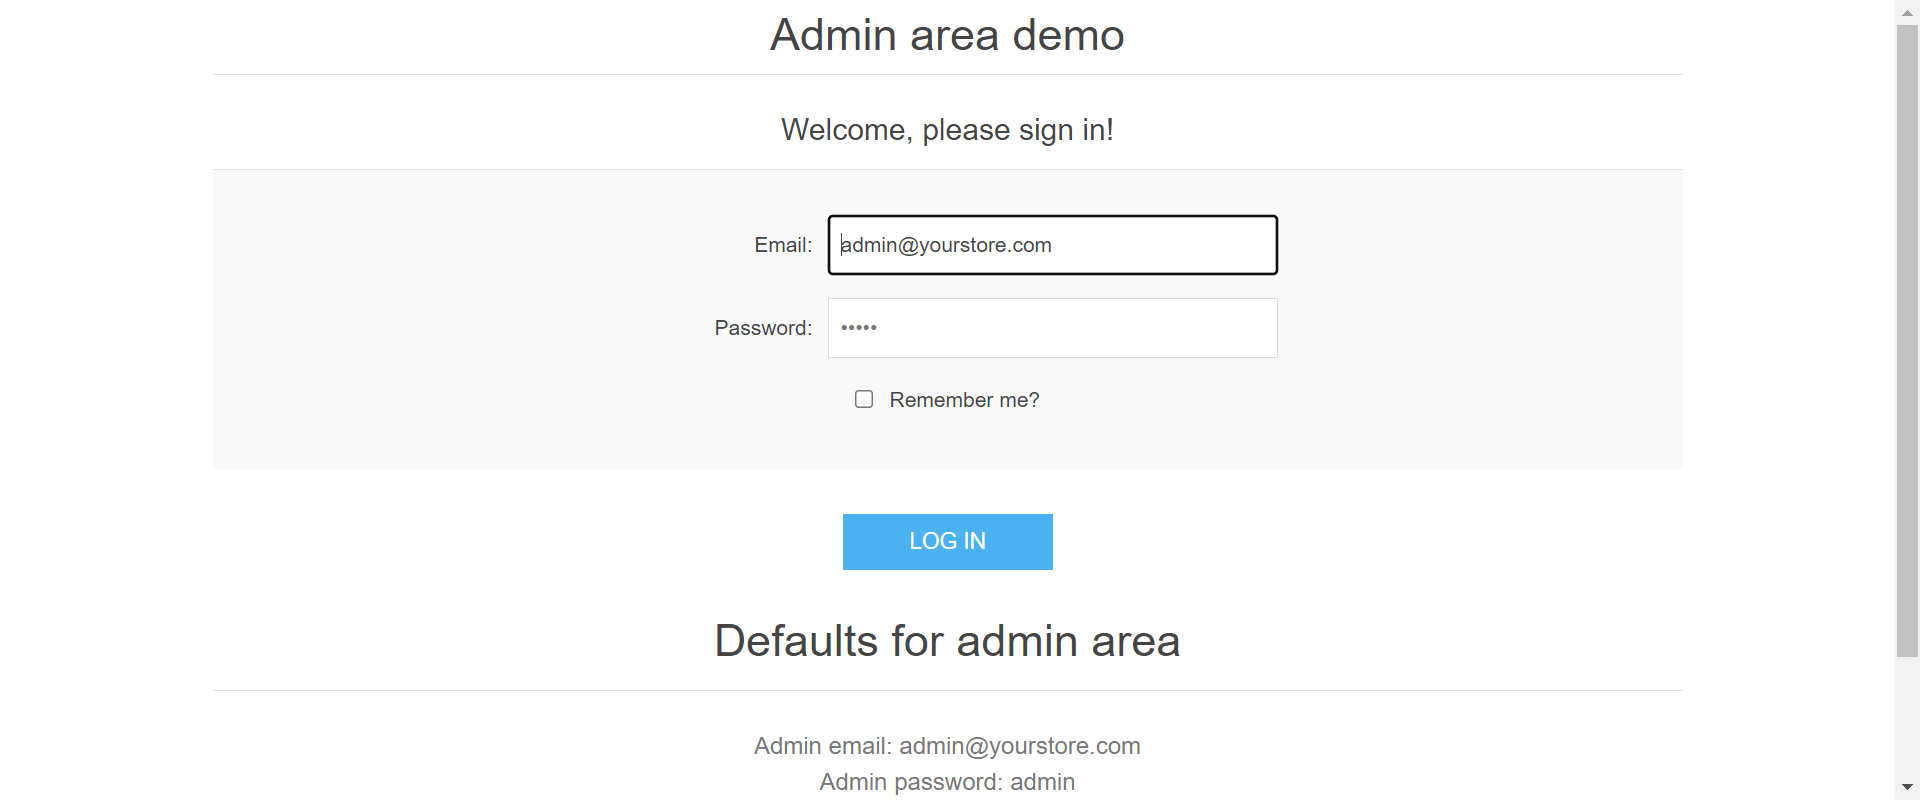 Admin area demo
Welcome, please sign in!
Email: admin@yourstore.com
Password: •••••
Remember me?
LOG IN
Defaults for admin area
Admin email: admin@yourstore.com
Admin password: admin